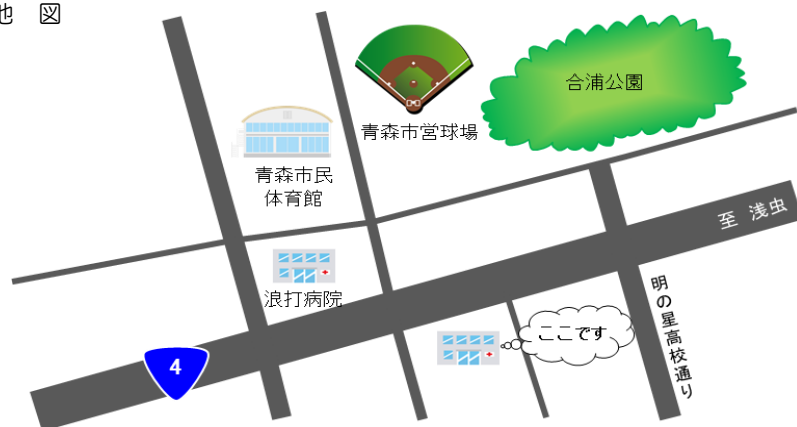 地 図
合浦公園
青森市営球場
青森市民
体育館
至 浅虫
浪打病院
明の星高校通り
ここです
4